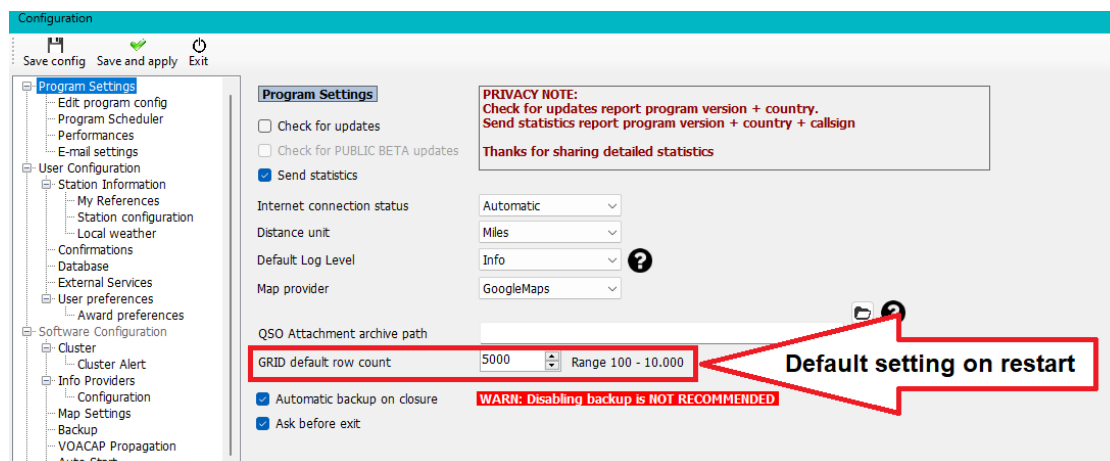 Configuration
Save config Save and apply Exit
Program Settings
Edit program config
Program Scheduler
Performances
E-mail settings
User Configuration
Station Information
My References
Station configuration
Local weather
Confirmations
Database
External Services
User preferences
Award preferences
Software Configuration
Cluster
Cluster Alert
Info Providers
Configuration
Map Settings
Backup
VOACAP Propagation
Auto Start
Program Settings
Check for updates
Check for PUBLIC BETA updates
Send statistics
PRIVACY NOTE:
Check for updates report program version + country.
Send statistics report program version + country + callsign
Thanks for sharing detailed statistics
Internet connection status Automatic
Distance unit Miles
Default Log Level Info ?
Map provider GoogleMaps
?
QSO Attachment archive path
GRID default row count 5000 Range 100 - 10.000
Default setting on restart
Automatic backup on closure WARN: Disabling backup is NOT RECOMMENDED
Ask before exit